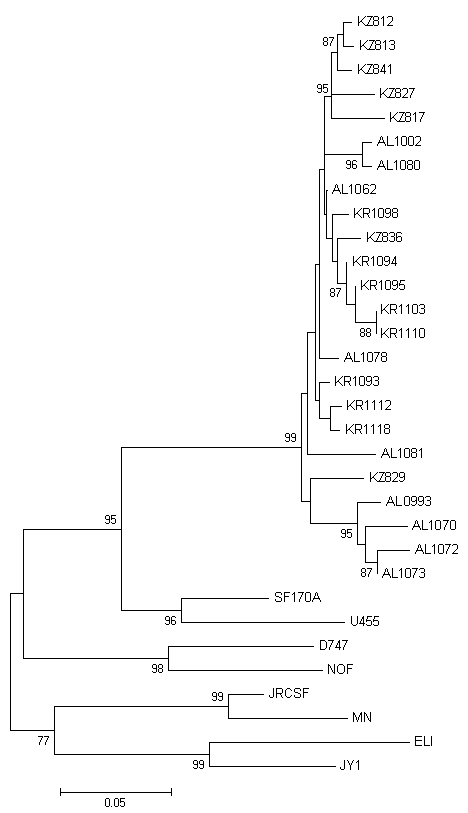 KZ812
87
KZ813
KZ841
95
KZ827
KZ817
AL1002
96
AL1080
AL1062
KR1098
KZ836
KR1094
KR1095
87
KR1103
88
KR1110
AL1078
KR1093
KR1112
KR1118
99
AL1081
KZ829
AL0993
95
AL1070
AL1072
87
AL1073
95
SF170A
96
U455
D747
98
NOF
JRCSF
99
MN
77
ELI
99
JY1
0.05